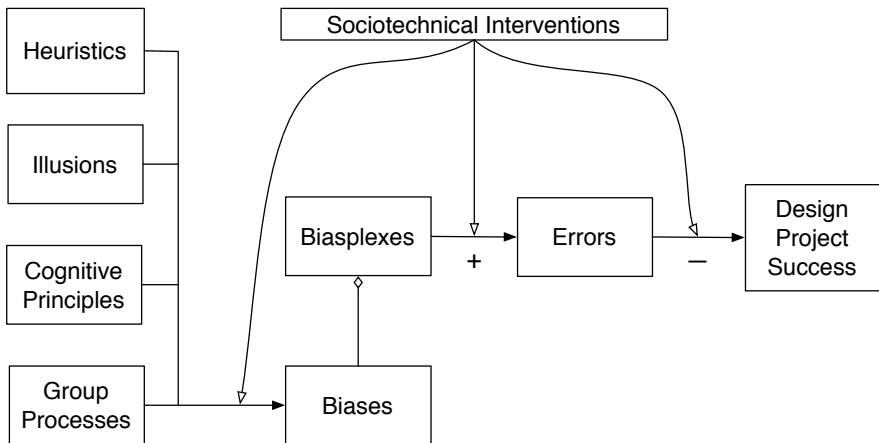 Sociotechnical Interventions
Heuristics
Illusions
Cognitive
Principles
Group
Processes
Biasplexes
+
Errors
–
Design
Project
Success
Biases